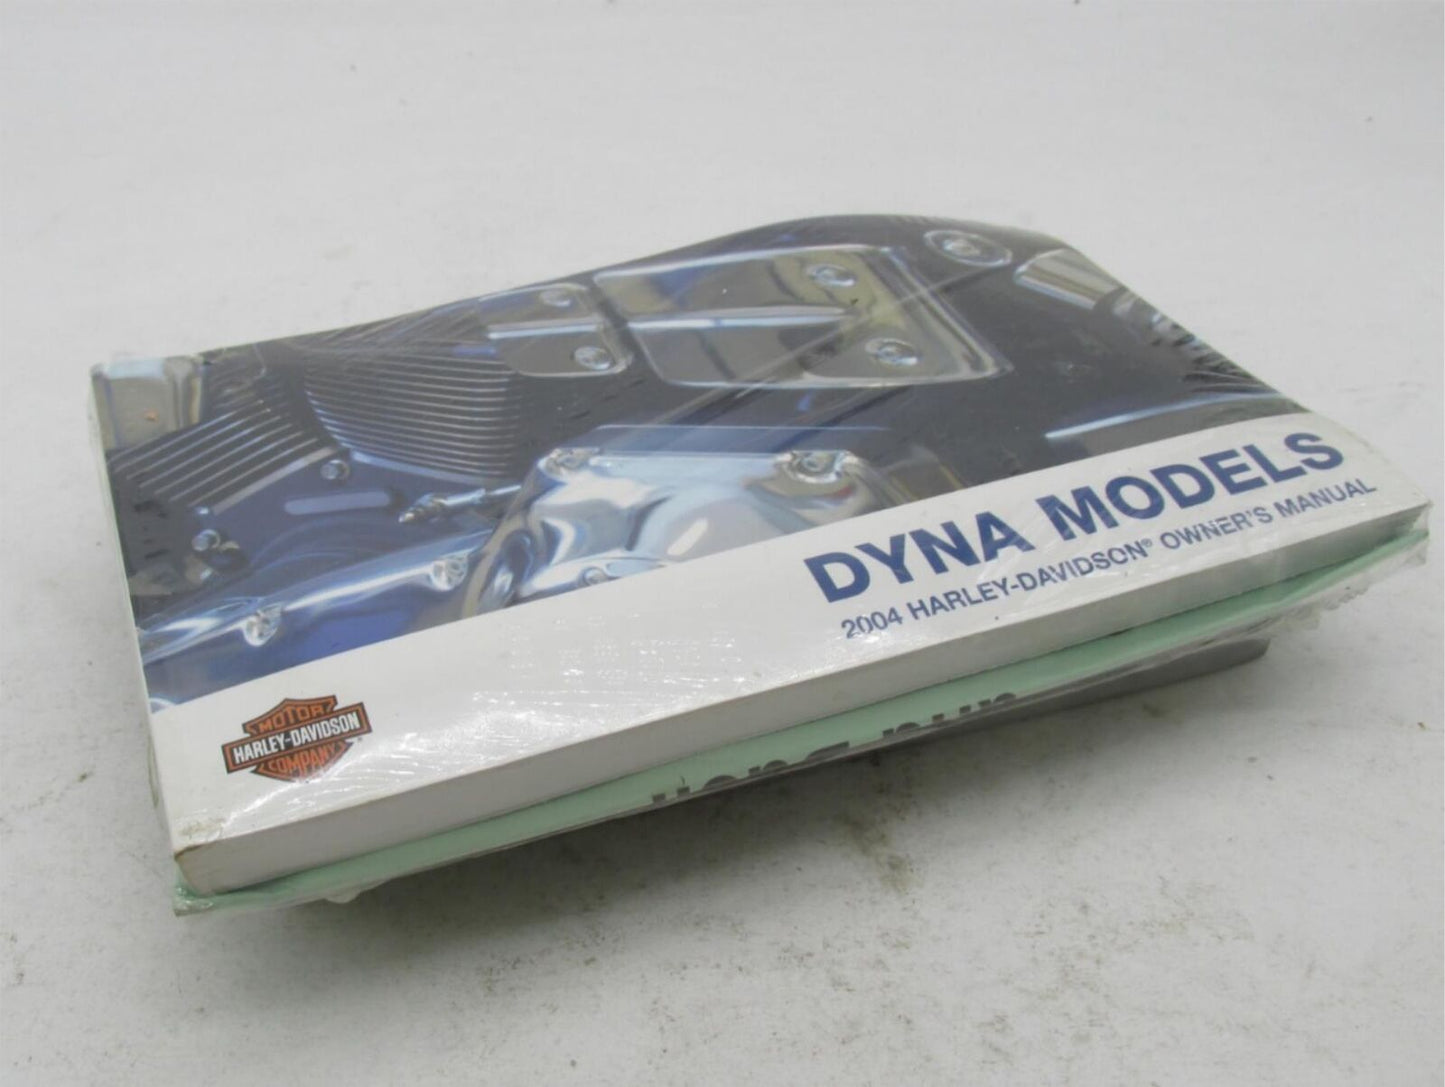 DYNA MODELS
2004 HARLEY-DAVIDSON® OWNER'S MANUAL
MOTOR
HARLEY-DAVIDSON
COMPANY